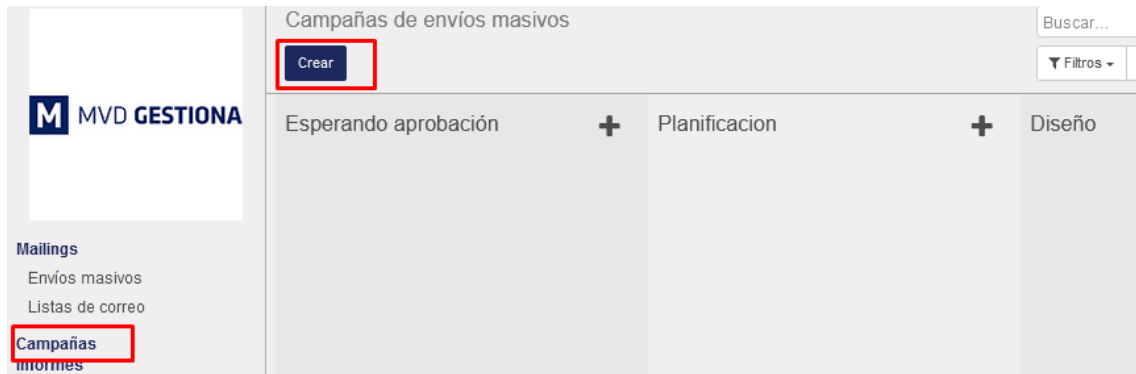 Campañas de envíos masivos
Buscar...
Crear
Filtros
M MVD GESTIONA
Esperando aprobación
Planificacion
Diseño
Mailings
Envíos masivos
Listas de correo
Campañas
Informes